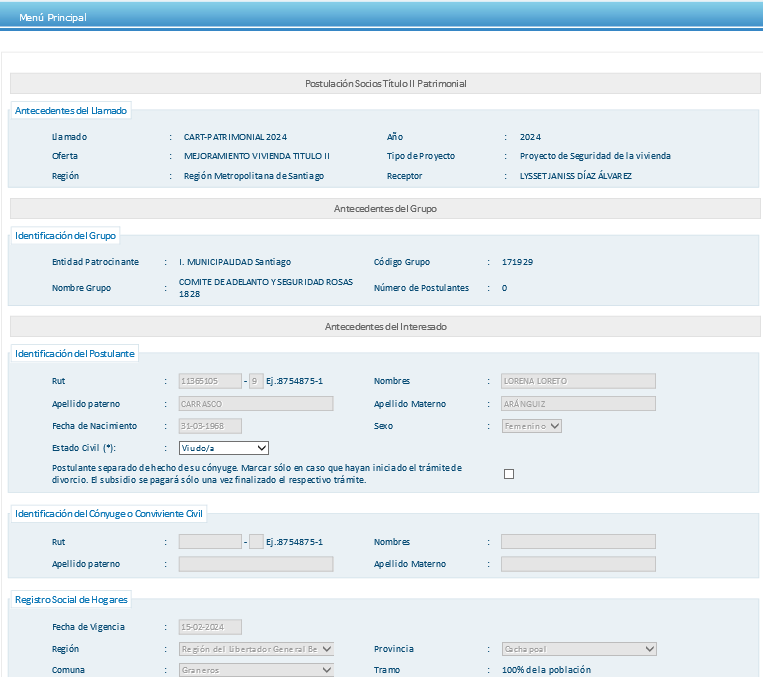 Menú Principal
Postulación Socios Título II Patrimonial
Antecedentes del Llamado
Llamado : CART-PATRIMONIAL 2024 Año : 2024
Oferta : MEJORAMIENTO VIVIENDA TITULO II Tipo de Proyecto : Proyecto de Seguridad de la vivienda
Región : Región Metropolitana de Santiago Receptor : LYSSET JANISS DÍAZ ÁLVAREZ
Antecedentes del Grupo
Identificación del Grupo
Entidad Patrocinante : I. MUNICIPALIDAD Santiago Código Grupo : 171929
Nombre Grupo : COMITE DE ADELANTO Y SEGURIDAD ROSAS 1828 Número de Postulantes : 0
Antecedentes del Interesado
Identificación del Postulante
Rut : 11365105 - 9 Ej.:8754875-1 Nombres : LORENA LORETO
Apellido paterno : CARRASCO Apellido Materno : ARÁNGUIZ
Fecha de Nacimiento : 31-03-1968 Sexo : Femenino
Estado Civil (*): : Viudo/a
Postulante separado de hecho de su cónyuge. Marcar sólo en caso que hayan iniciado el trámite de
divorcio. El subsidio se pagará sólo una vez finalizado el respectivo trámite.
Identificación del Cónyuge o Conviviente Civil
Rut : - Ej.:8754875-1 Nombres :
Apellido paterno : Apellido Materno :
Registro Social de Hogares
Fecha de Vigencia : 15-02-2024
Región : Región del Libertador General Be Provincia : Cachapoal
Comuna : Graneros Tramo : 100% de la población